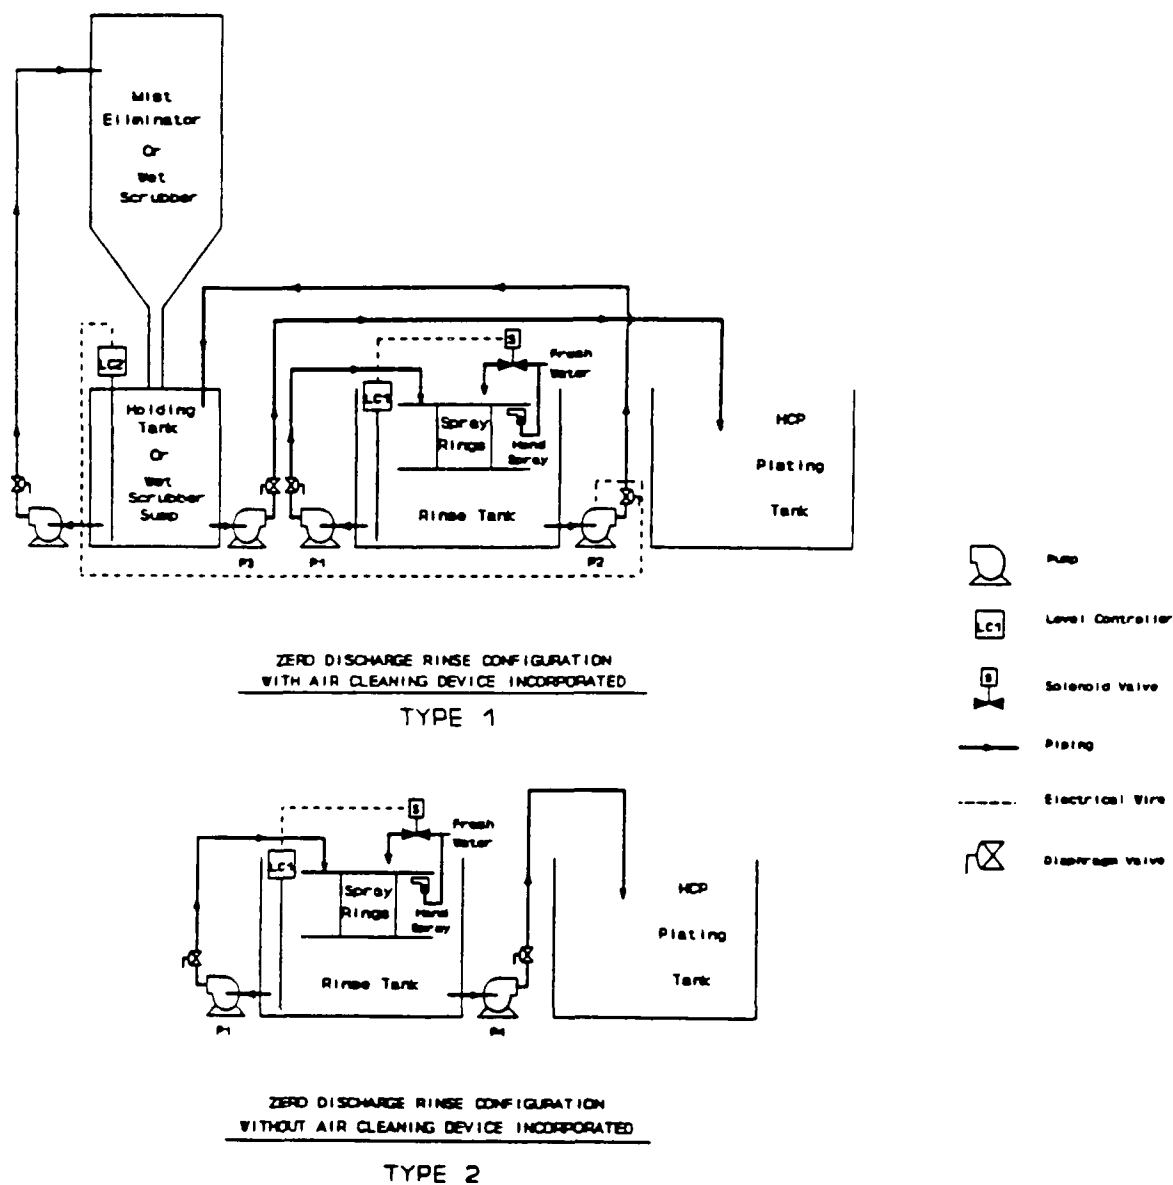 Mist
Eliminator
Or
Wet
Scrubber
LC2
Holding
Tank
Or
Wet
Scrubber
Sump
P3
P1
LC1
S
Fresh
Water
Spray
Rings
Hand
Spray
Rinse Tank
P2
HCP
Plating
Tank
ZERO DISCHARGE RINSE CONFIGURATION
WITH AIR CLEANING DEVICE INCORPORATED
TYPE 1
Pump
LC1
Level Controller
S
Solenoid Valve
Piping
Electrical Wire
Diaphragm Valve
LC1
S
Fresh
Water
Spray
Rings
Hand
Spray
Rinse Tank
P1
P4
HCP
Plating
Tank
ZERO DISCHARGE RINSE CONFIGURATION
WITHOUT AIR CLEANING DEVICE INCORPORATED
TYPE 2